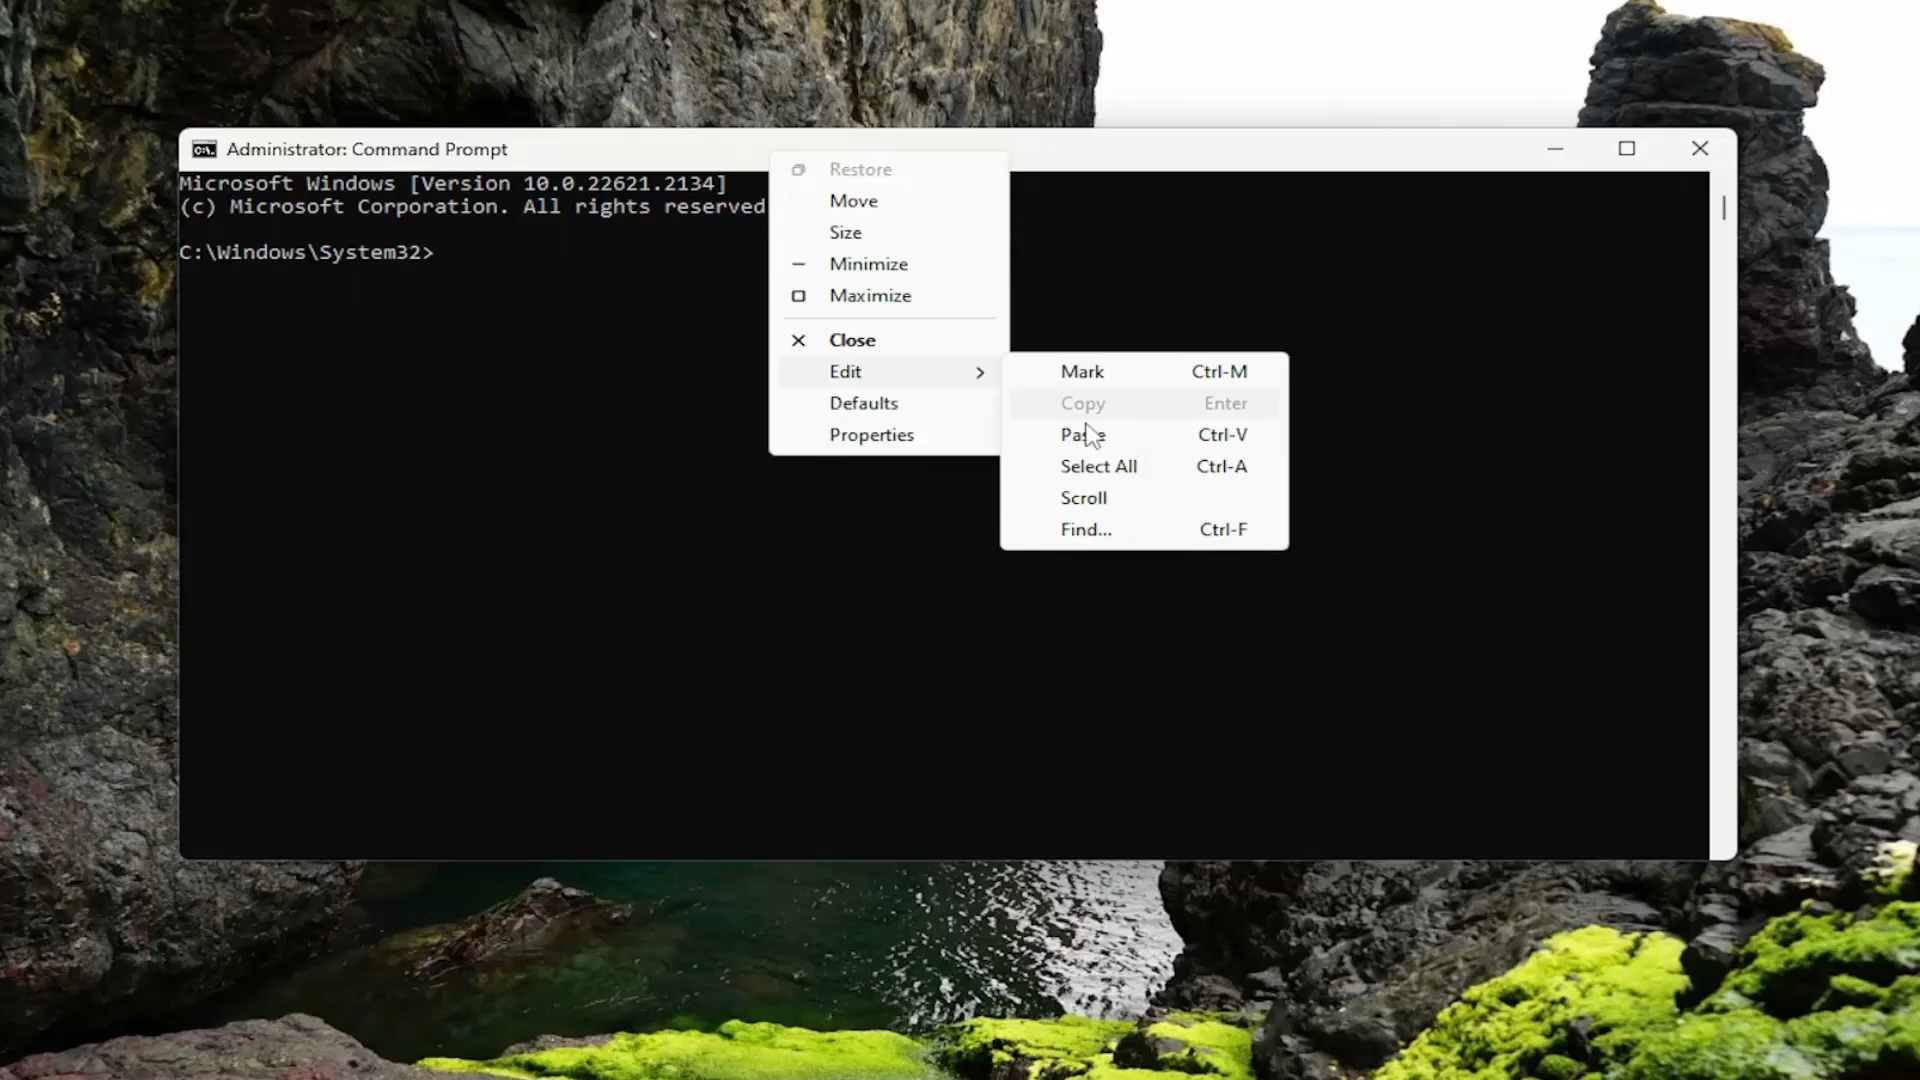 Administrator: Command Prompt
Microsoft Windows [Version 10.0.22621.2134]
(c) Microsoft Corporation. All rights reserved
C:\Windows\System32>
Restore
Move
Size
Minimize
Maximize
Close
Edit
Defaults
Properties
Mark Ctrl-M
Copy Enter
Paste Ctrl-V
Select All Ctrl-A
Scroll
Find... Ctrl-F